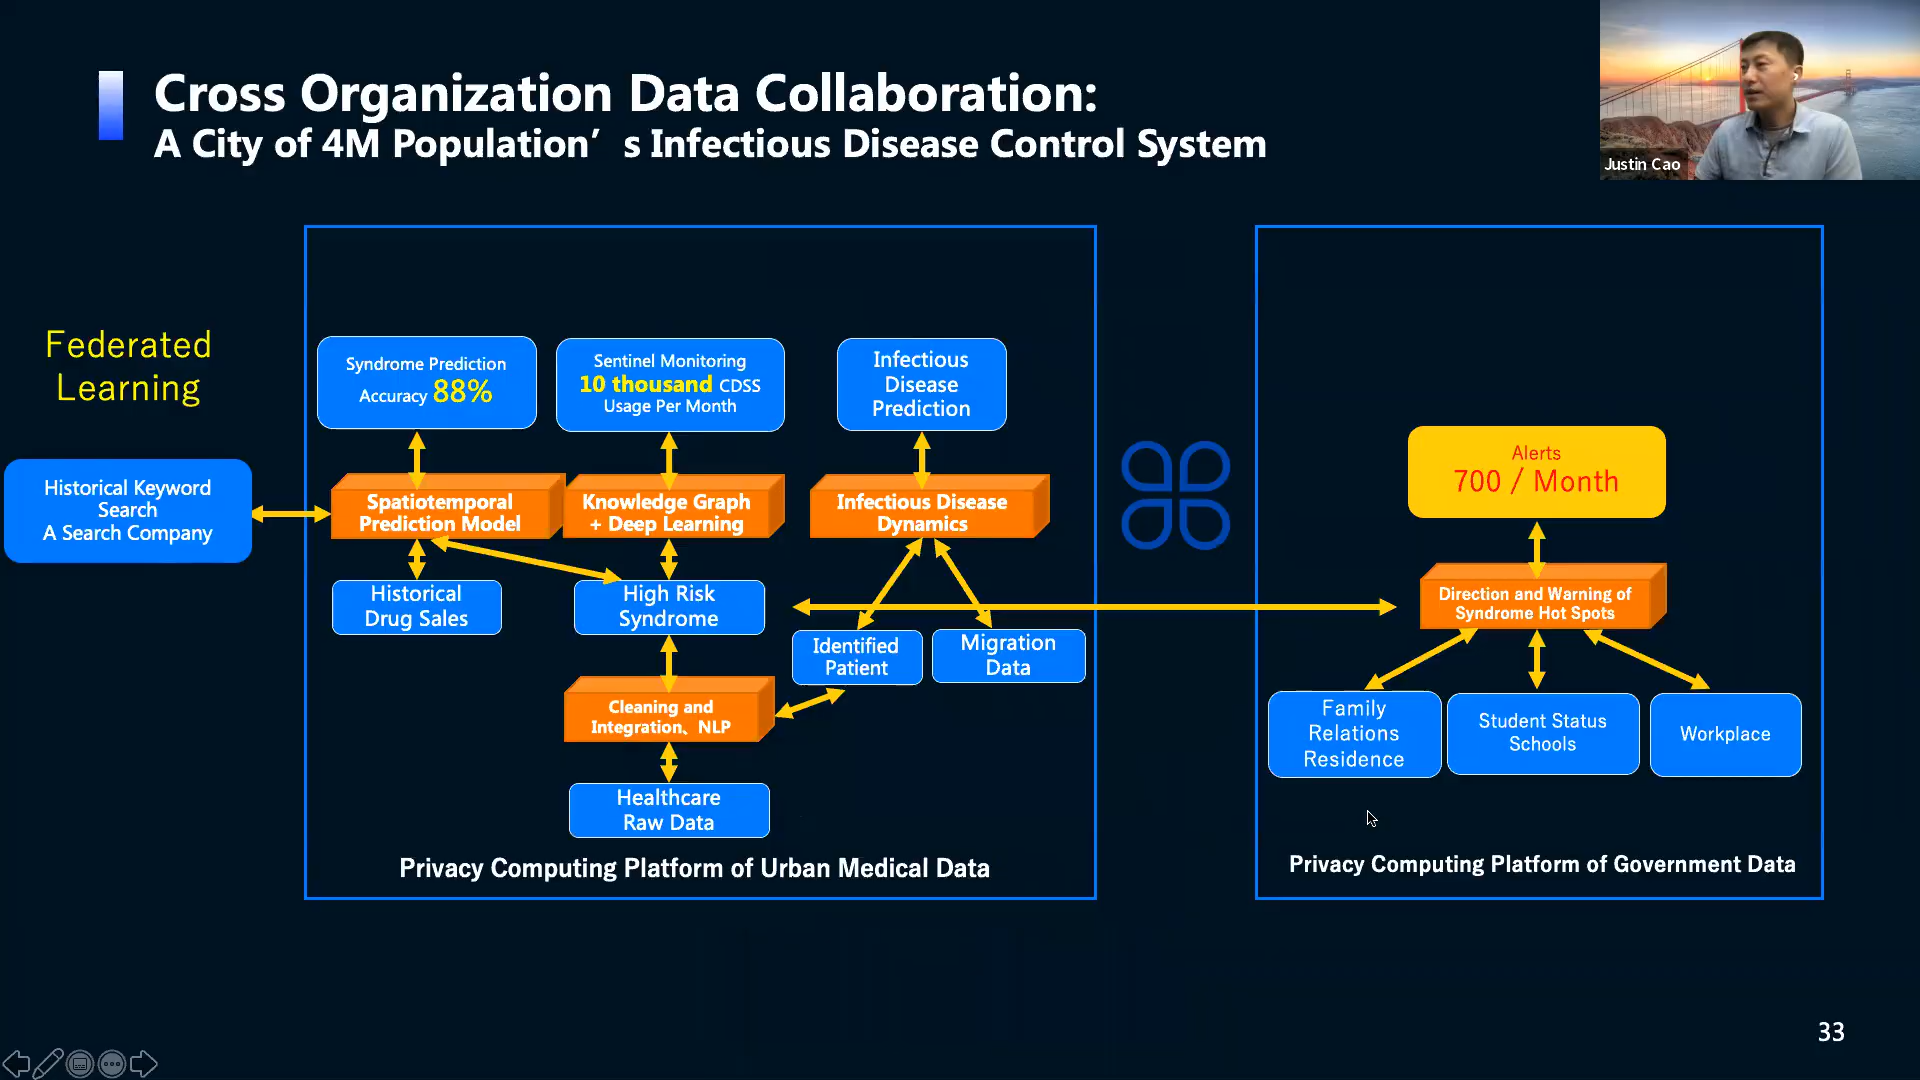 Cross Organization Data Collaboration:
A City of 4M Population’ s Infectious Disease Control System
Justin Cao
Federated
Learning
Historical Keyword
Search
A Search Company
Syndrome Prediction
Accuracy 88%
Sentinel Monitoring
10 thousand CDSS
Usage Per Month
Infectious
Disease
Prediction
Spatiotemporal
Prediction Model
Knowledge Graph
+ Deep Learning
Infectious Disease
Dynamics
Historical
Drug Sales
High Risk
Syndrome
Identified
Patient
Migration
Data
Cleaning and
Integration、NLP
Healthcare
Raw Data
Privacy Computing Platform of Urban Medical Data
Alerts
700 / Month
Direction and Warning of
Syndrome Hot Spots
Family
Relations
Residence
Student Status
Schools
Workplace
Privacy Computing Platform of Government Data
33